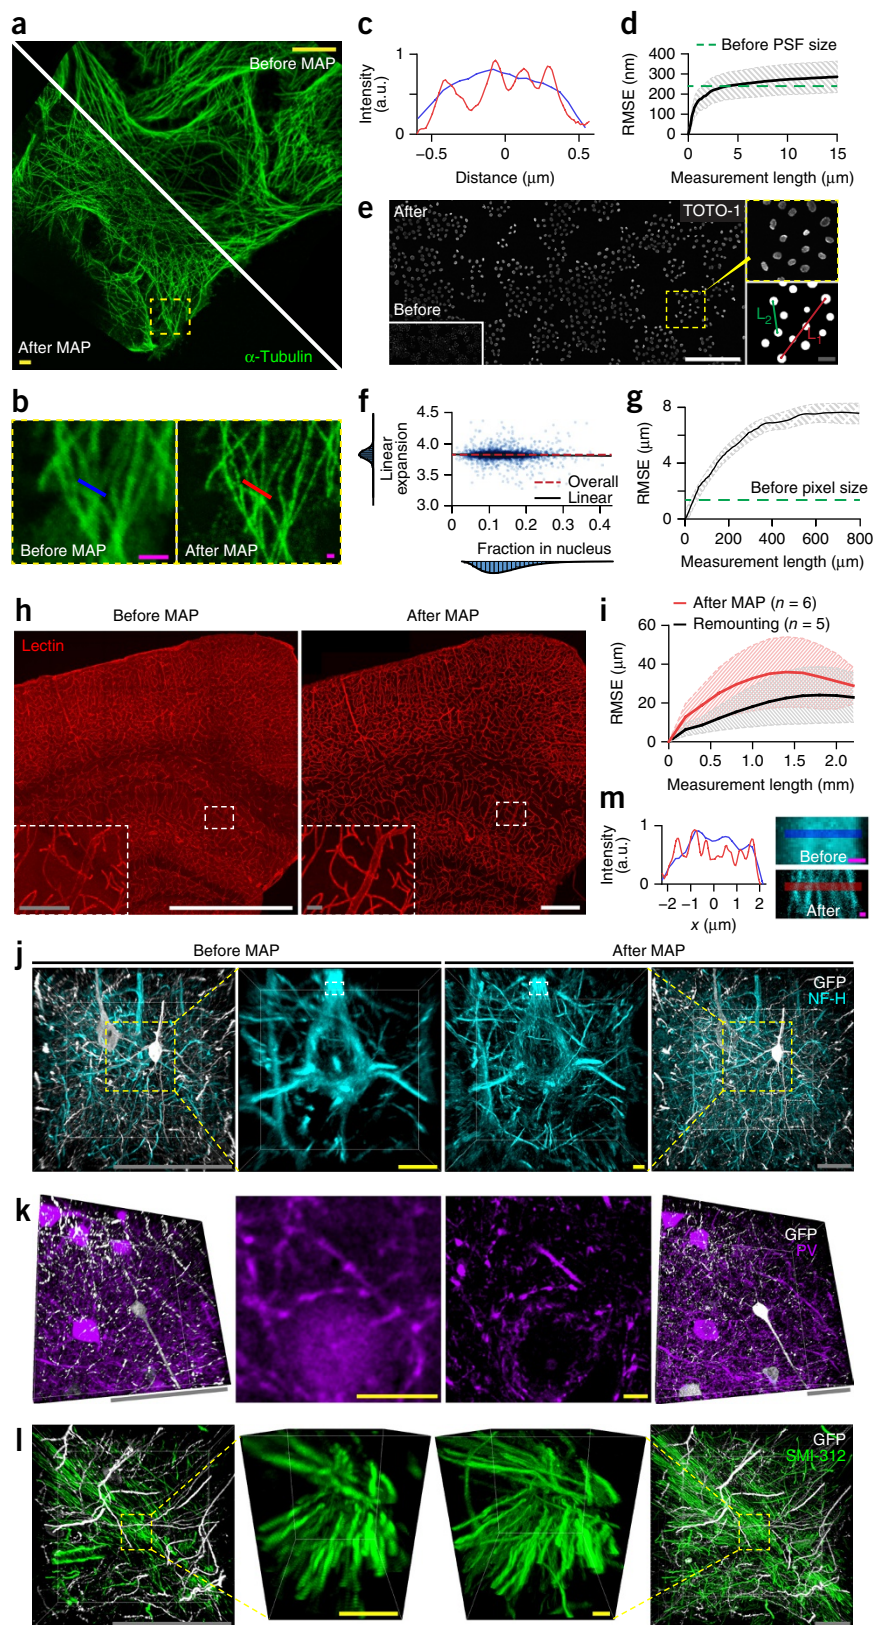 a
Before MAP
After MAP
α-Tubulin
b
Before MAP
After MAP
c
Intensity
(a.u.)
1
0
−0.5 0 0.5
Distance (μm)
d
Before PSF size
RMSE (nm)
400
300
200
100
0
0 5 10 15
Measurement length (μm)
e
After
TOTO-1
Before
L2
L1
f
Linear
expansion
4.5
4.0
3.5
3.0
Overall
Linear
0 0.1 0.2 0.3 0.4
Fraction in nucleus
g
RMSE (μm)
8
4
0
Before pixel size
0 200 400 600 800
Measurement length (μm)
h
Before MAP
After MAP
Lectin
i
After MAP (n = 6)
Remounting (n = 5)
RMSE (μm)
60
40
20
0
0 0.5 1.0 1.5 2.0
Measurement length (mm)
m
Intensity
(a.u.)
1
0
−2 −1 0 1 2
x (μm)
Before
After
j
Before MAP
After MAP
GFP
NF-H
k
GFP
PV
l
GFP
SMI-312